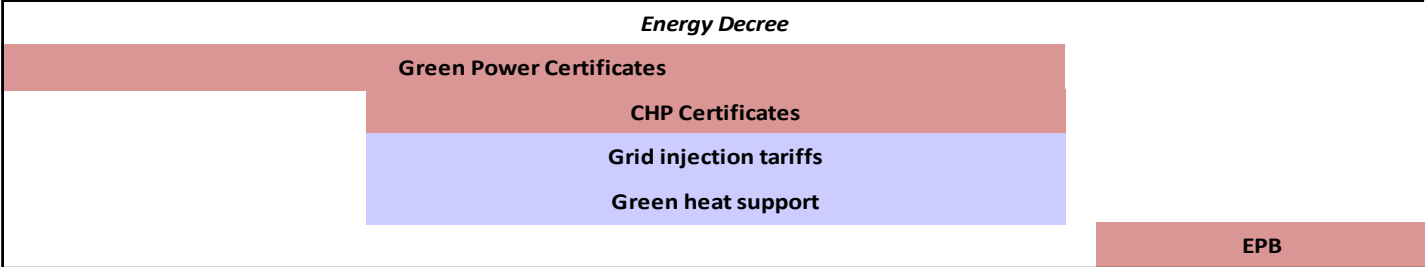 Energy Decree
Green Power Certificates
CHP Certificates
Grid injection tariffs
Green heat support
EPB